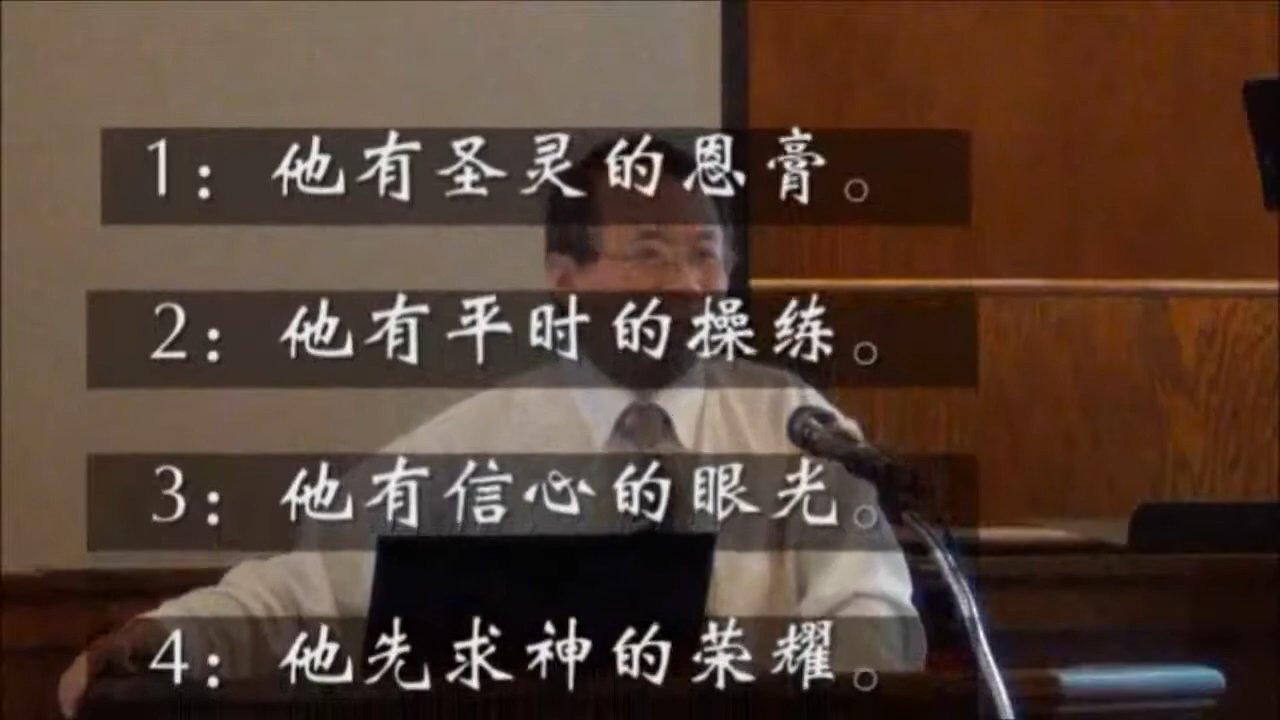 1：他有圣灵的恩膏。
2：他有平时的操练。
3：他有信心的眼光。
4：他先求神的荣耀。